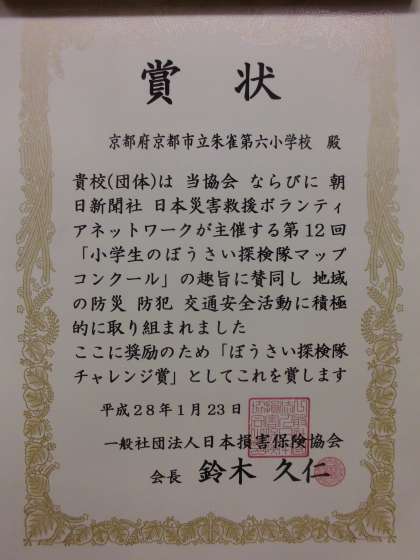 賞状
京都府京都市立朱雀第六小学校 殿
貴校(団体)は 当協会 ならびに 朝
日新聞社 日本災害救援ボランティ
アネットワークが主催する第12回
「小学生のぼうさい探検隊マップ
コンクール」の趣旨に賛同し 地域
の防災 防犯 交通安全活動に積極
的に取り組まれました
ここに奨励のため「ぼうさい探検隊
チャレンジ賞」としてこれを賞します
平成28年1月23日
一般社団法人日本損害保険協会
会長 鈴木 久仁